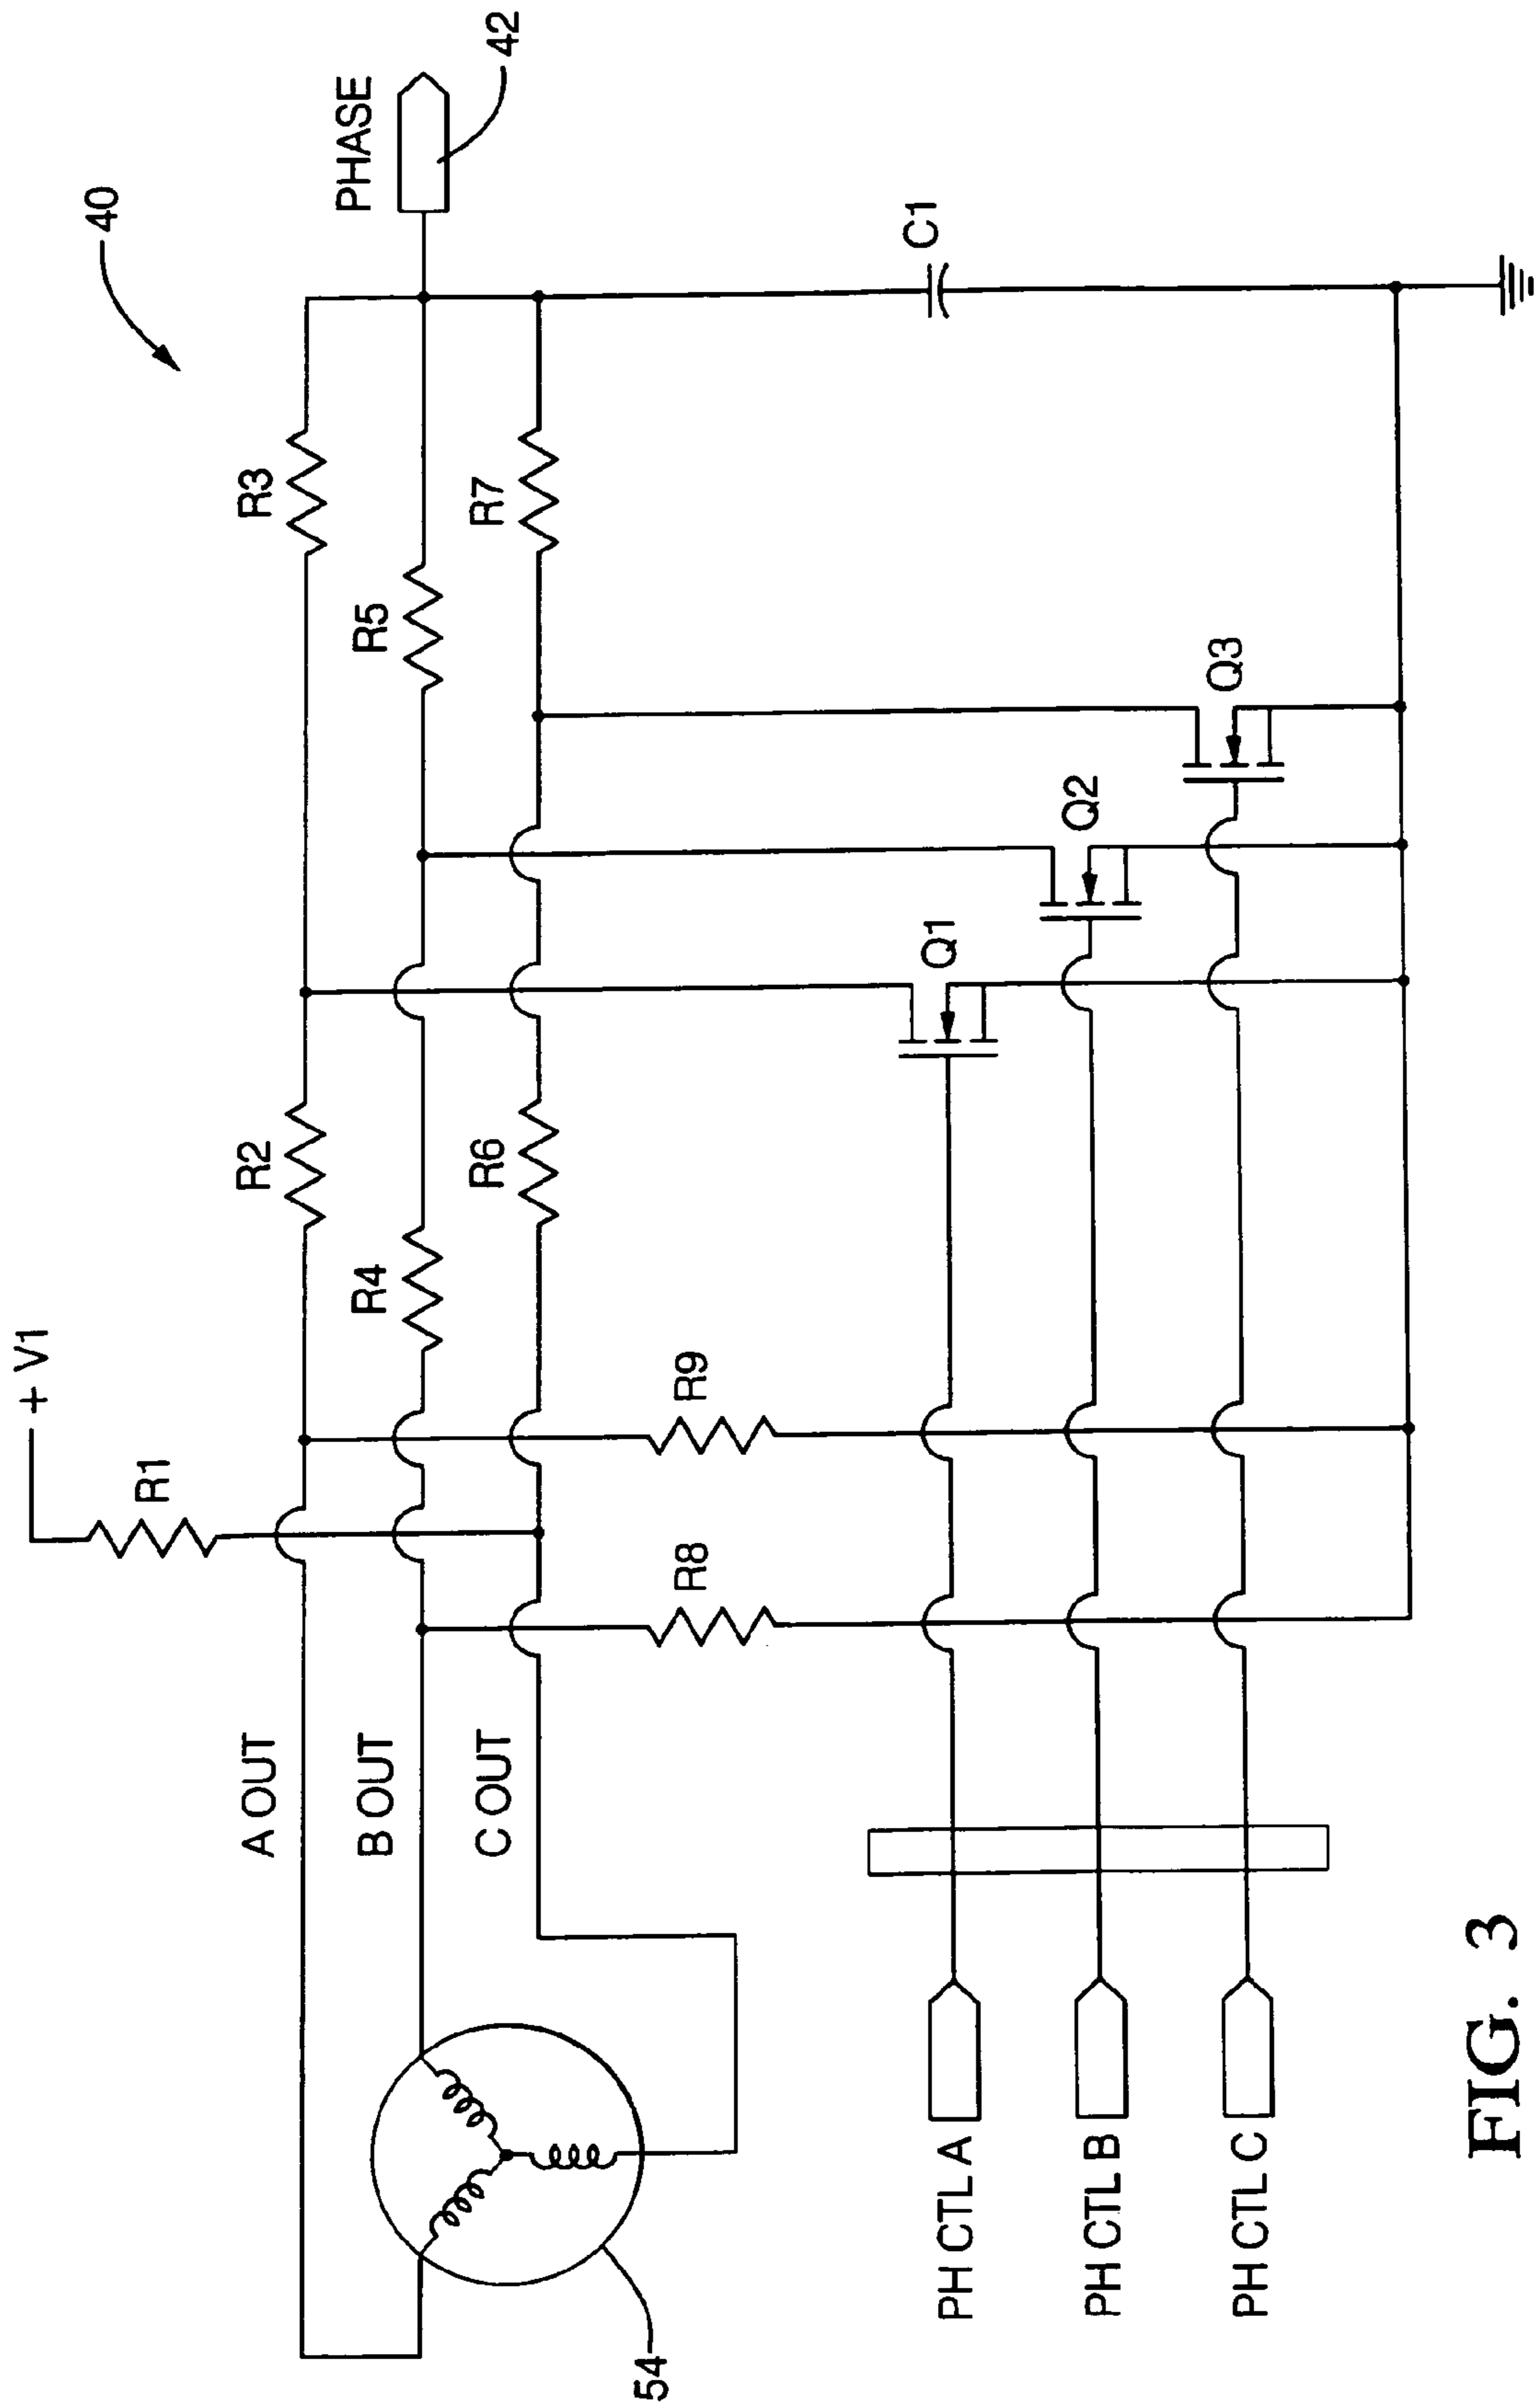 40
PHASE
42
+ V1
R1
R2
R3
R4
R5
R6
R7
A OUT
B OUT
C OUT
R8
R9
C1
Q1
Q2
Q3
54
PH CTL A
PH CTL B
PH CTL C
FIG. 3